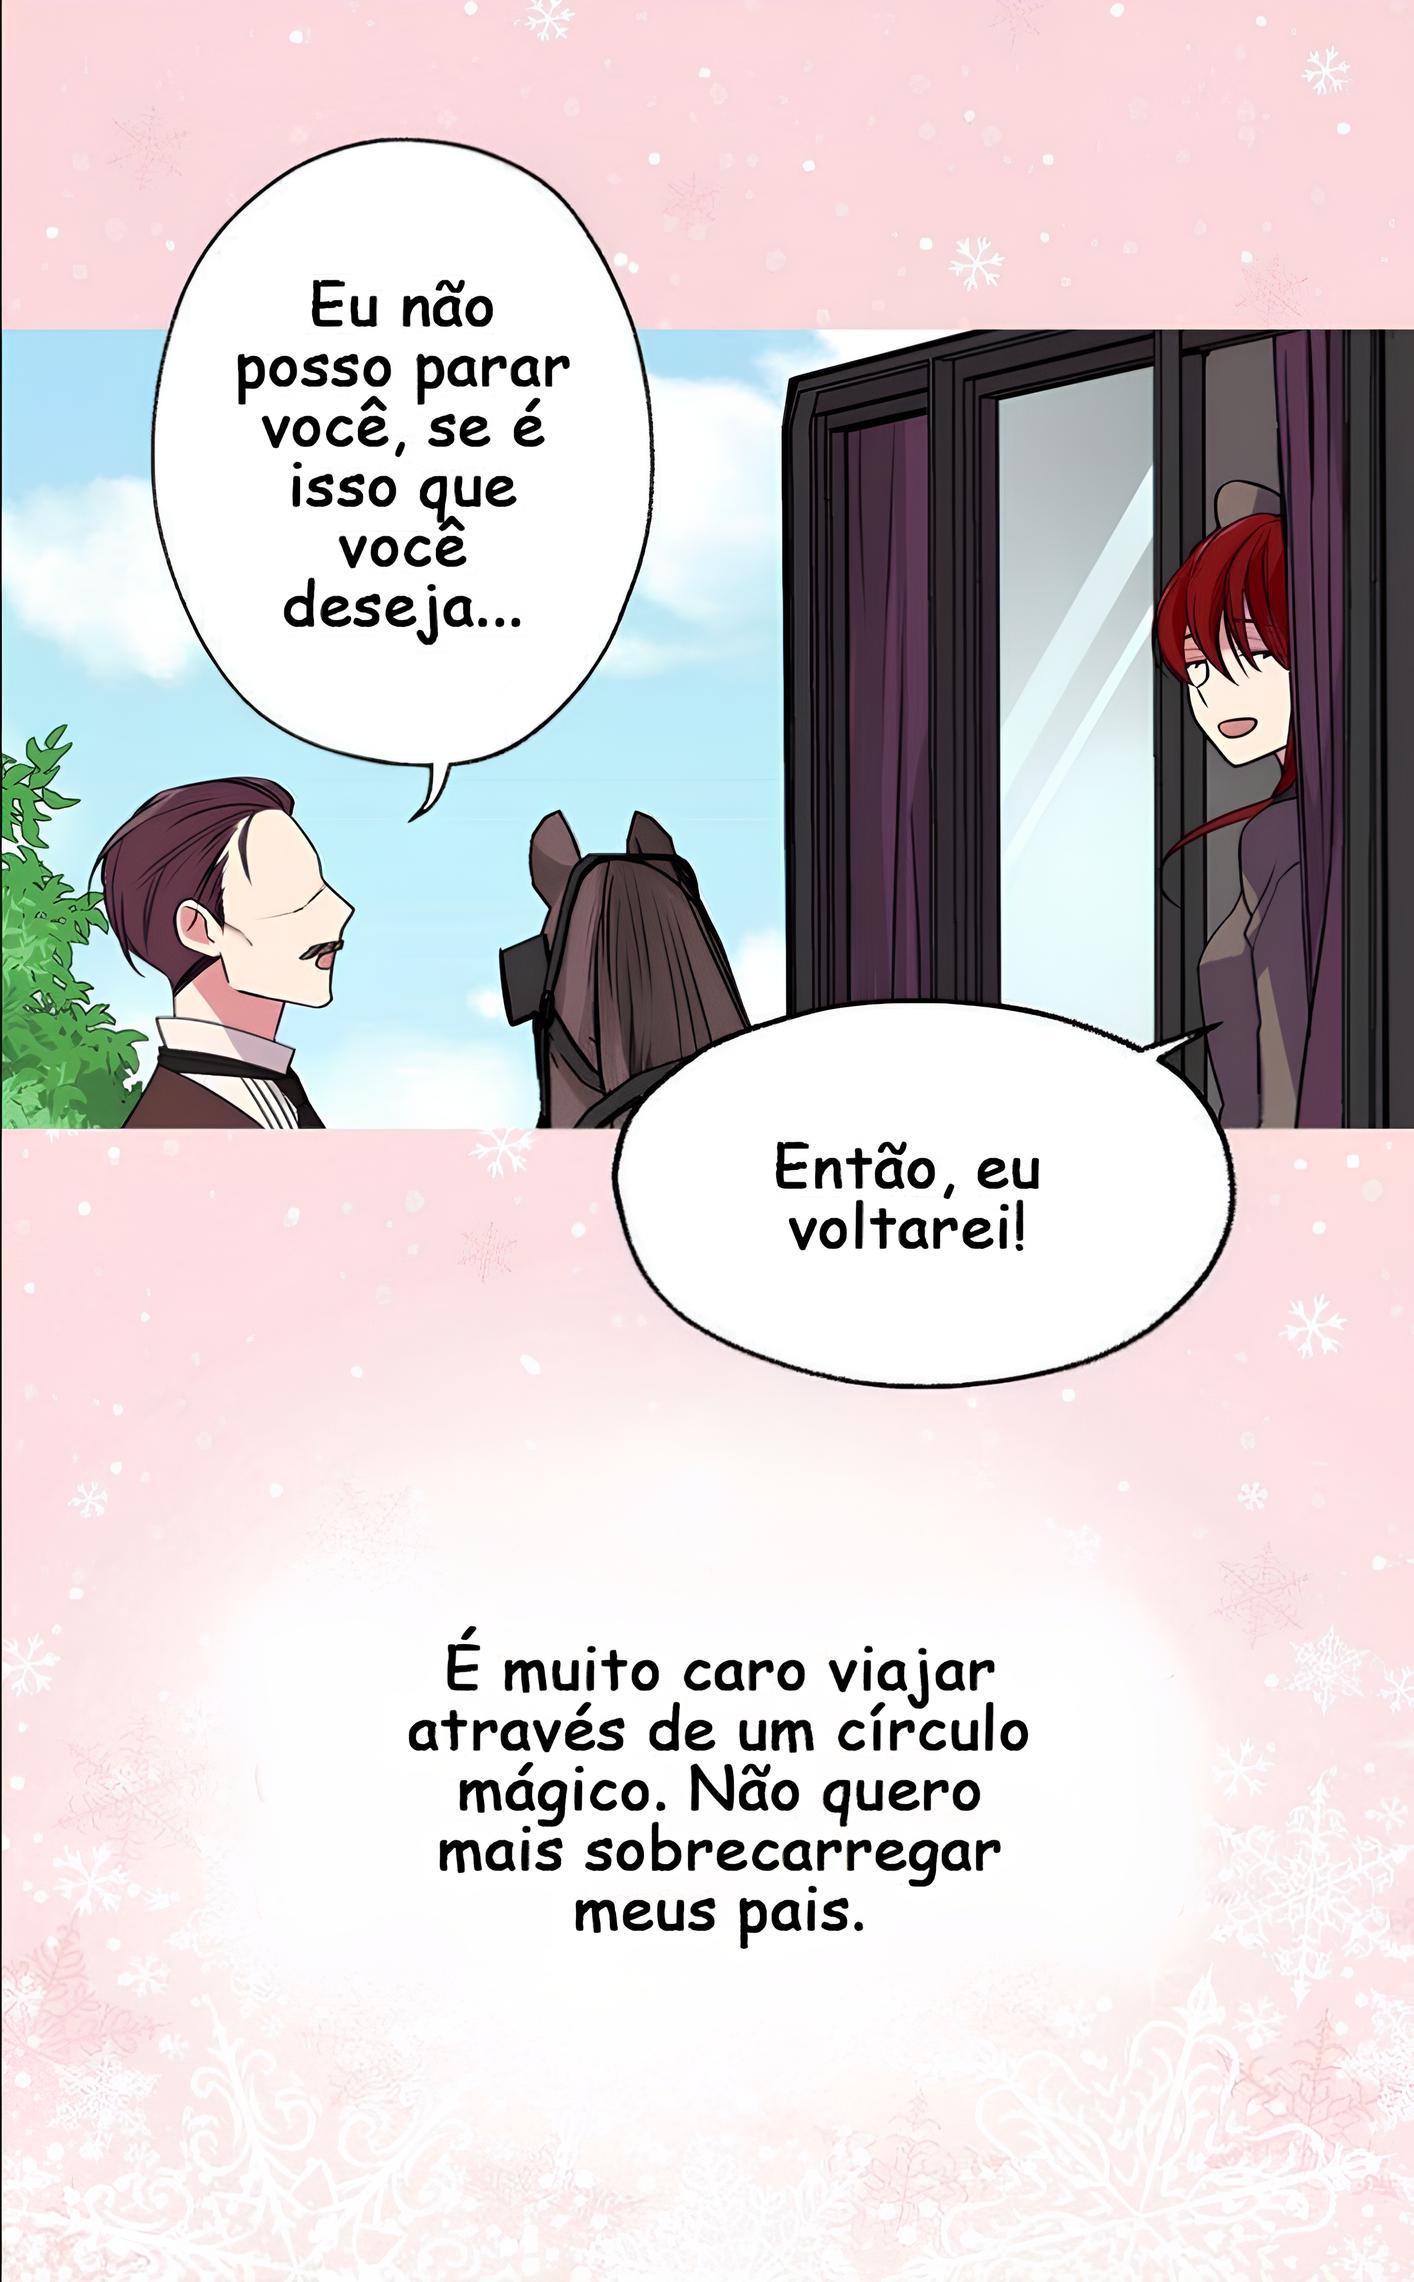 Eu não
posso parar
você, se é
isso que
você
deseja...
Então, eu
voltarei!
É muito caro viajar
através de um círculo
mágico. Não quero
mais sobrecarregar
meus pais.